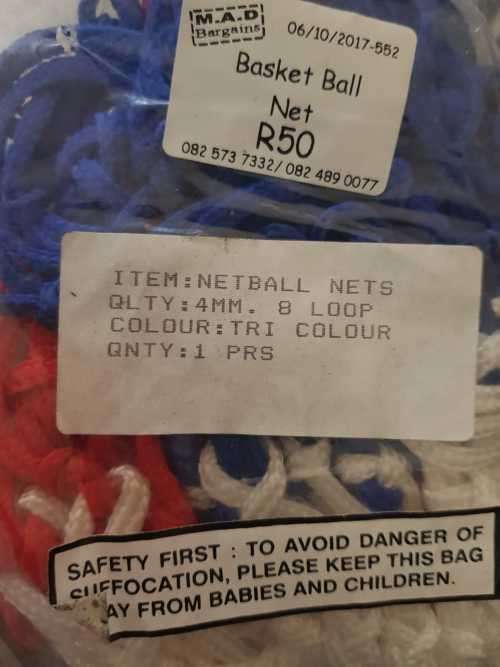 M.A.D
Bargains
06/10/2017-552
Basket Ball
Net
R50
082 573 7332/ 082 489 0077
ITEM:NETBALL NETS
QLTY:4MM. 8 LOOP
COLOUR:TRI COLOUR
QNTY:1 PRS
SAFETY FIRST : TO AVOID DANGER OF
SUFFOCATION, PLEASE KEEP THIS BAG
AY FROM BABIES AND CHILDREN.